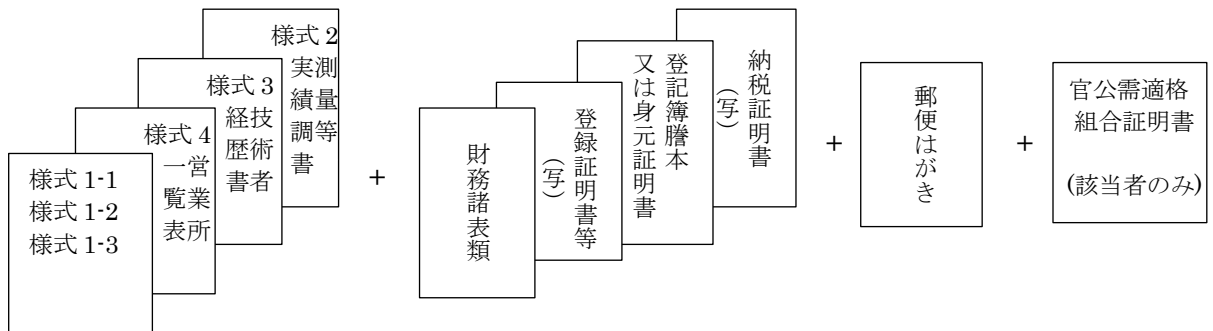 様式 1-1
様式 1-2
様式 1-3
様式 4
営業所
一覧表
様式 3
技術者
経歴書
様式 2
測量等
実績調書
+
財務諸表類
登録証明書等
(写)
登記簿謄本
又は身元証明書
納税証明書
(写)
+
郵便はがき
+
官公需適格
組合証明書
(該当者のみ)